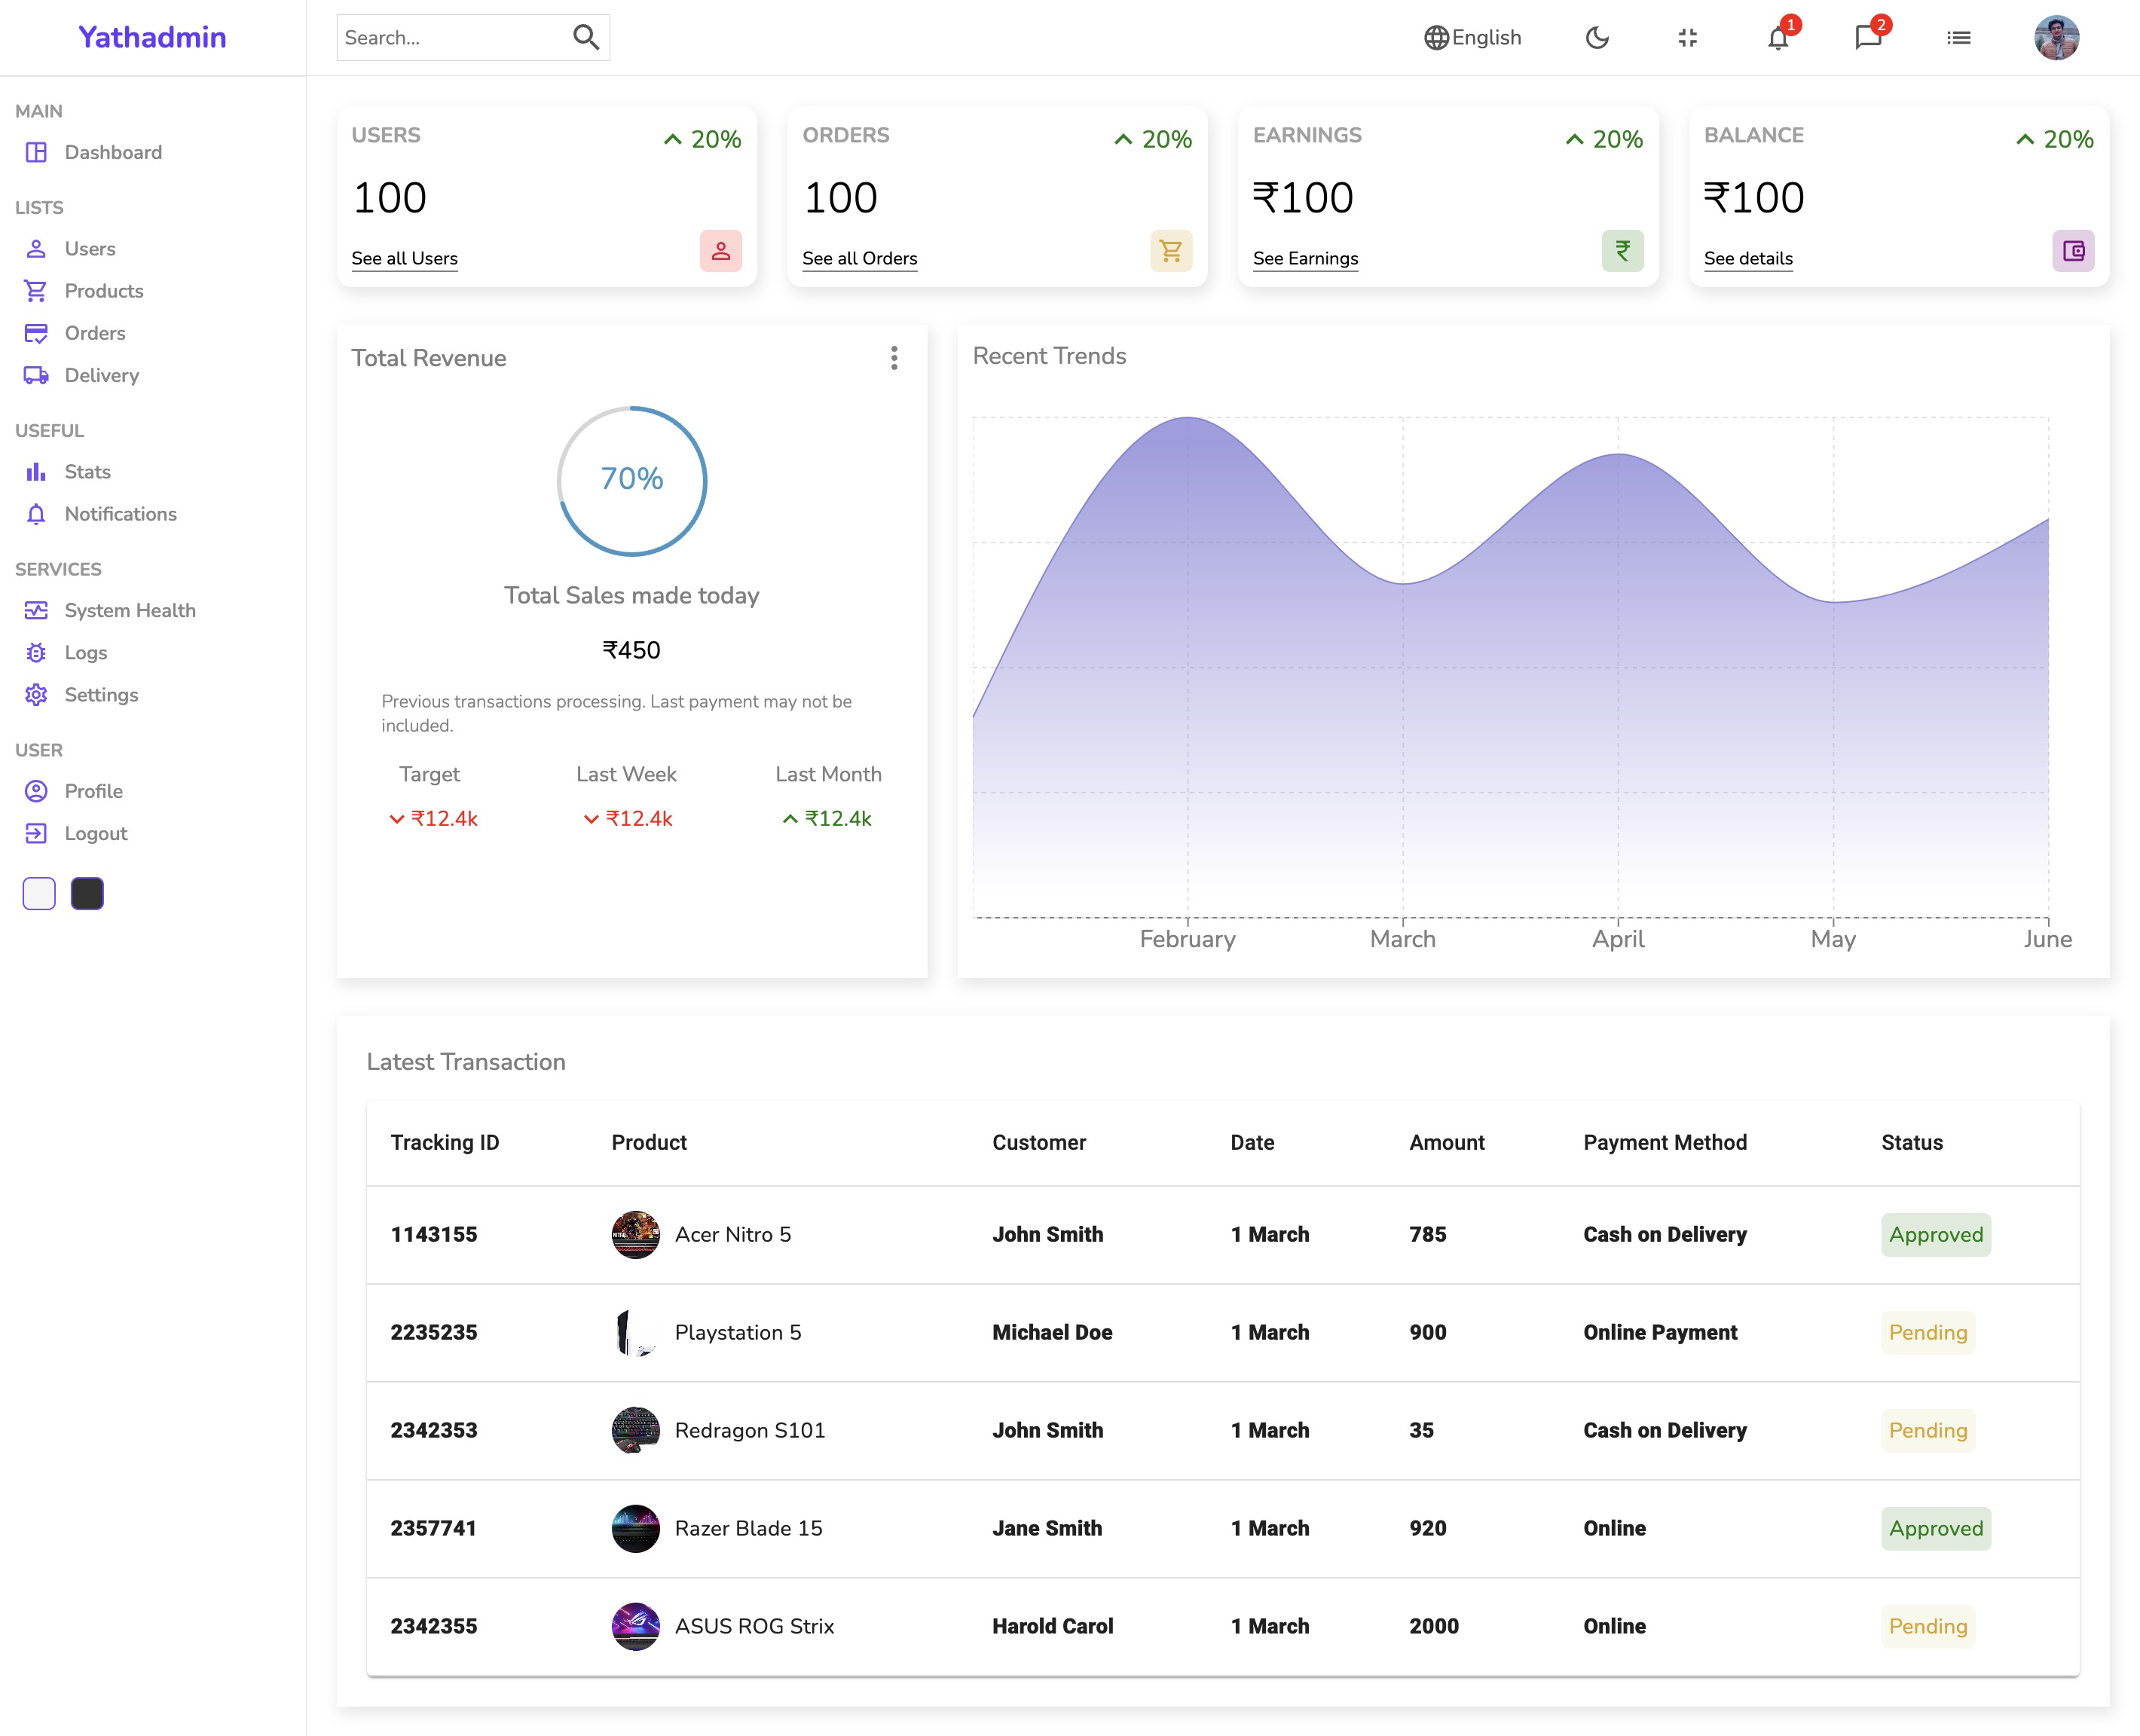 Yathadmin
Search...
English
1
2
MAIN
Dashboard
LISTS
Users
Products
Orders
Delivery
USEFUL
Stats
Notifications
SERVICES
System Health
Logs
Settings
USER
Profile
Logout
USERS 20%
100
See all Users
ORDERS 20%
100
See all Orders
EARNINGS 20%
₹100
See Earnings
BALANCE 20%
₹100
See details
Total Revenue
70%
Total Sales made today
₹450
Previous transactions processing. Last payment may not be
included.
Target Last Week Last Month
₹12.4k ₹12.4k ₹12.4k
Recent Trends
February March April May June
Latest Transaction
Tracking ID Product Customer Date Amount Payment Method Status
1143155 Acer Nitro 5 John Smith 1 March 785 Cash on Delivery Approved
2235235 Playstation 5 Michael Doe 1 March 900 Online Payment Pending
2342353 Redragon S101 John Smith 1 March 35 Cash on Delivery Pending
2357741 Razer Blade 15 Jane Smith 1 March 920 Online Approved
2342355 ASUS ROG Strix Harold Carol 1 March 2000 Online Pending